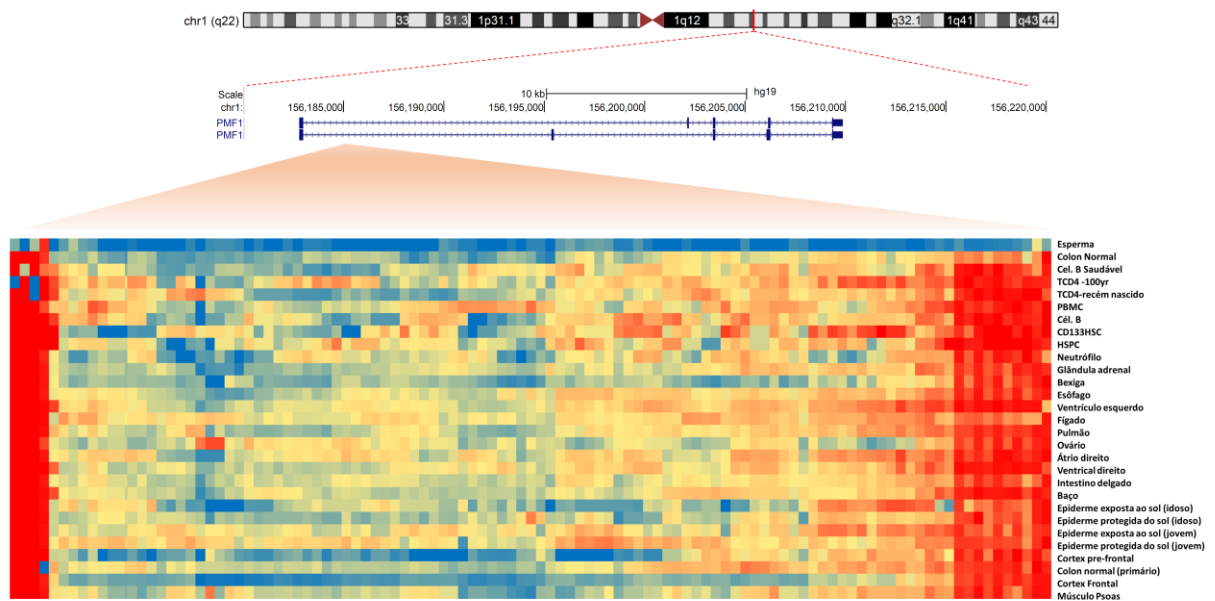 chr1 (q22) 33 31.3 1p31.1 1q12 q32.1 1q41 q43 44
Scale 10 kb hg19
chr1: 156,185,000 156,190,000 156,195,000 156,200,000 156,205,000 156,210,000 156,215,000 156,220,000
PMF1
PMF1
Esperma
Colon Normal
Cel. B Saudável
TCD4 -100yr
TCD4-recém nascido
PBMC
Cél. B
CD133HSC
HSPC
Neutrófilo
Glândula adrenal
Bexiga
Esôfago
Ventrículo esquerdo
Fígado
Pulmão
Ovário
Átrio direito
Ventrical direito
Intestino delgado
Baço
Epiderme exposta ao sol (idoso)
Epiderme protegida do sol (idoso)
Epiderme exposta ao sol (jovem)
Epiderme protegida do sol (jovem)
Cortex pre-frontal
Colon normal (primário)
Cortex Frontal
Músculo Psoas